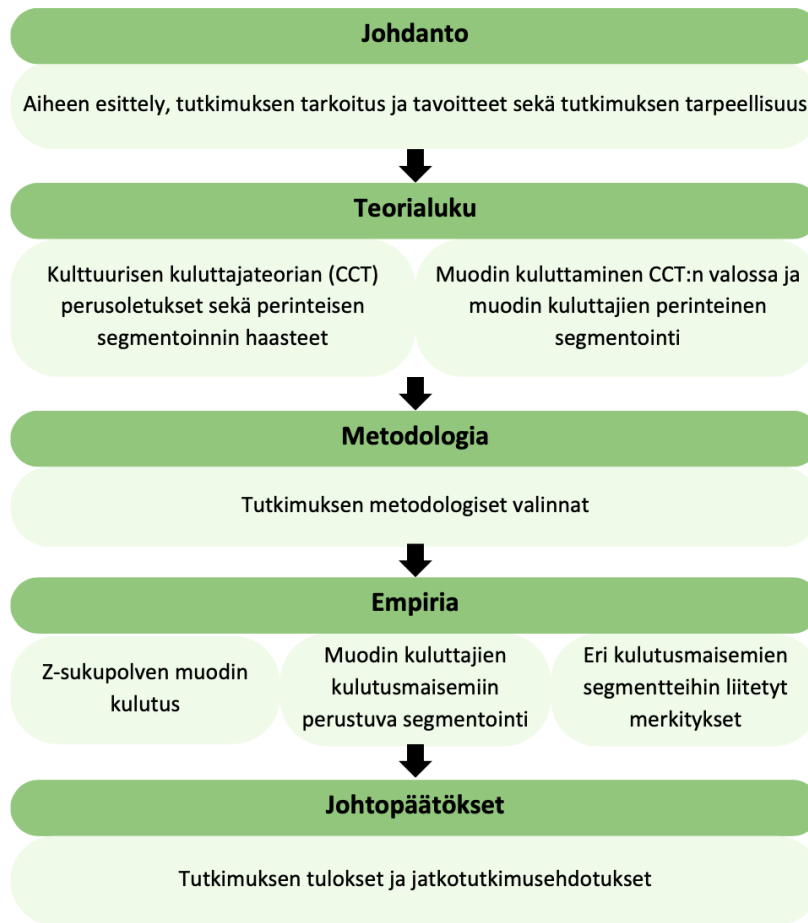 Johdanto
Aiheen esittely, tutkimuksen tarkoitus ja tavoitteet sekä tutkimuksen tarpeellisuus
Teorialuku
Kulttuurisen kuluttajateorian (CCT)
perusoletukset sekä perinteisen
segmentoinnin haasteet
Muodin kuluttaminen CCT:n valossa ja
muodin kuluttajien perinteinen
segmentointi
Metodologia
Tutkimuksen metodologiset valinnat
Empiria
Z-sukupolven muodin
kulutus
Muodin kuluttajien
kulutusmaisemiin
perustuva segmentointi
Eri kulutusmaisemien
segmentteihin liitetyt
merkitykset
Johtopäätökset
Tutkimuksen tulokset ja jatkotutkimusehdotukset